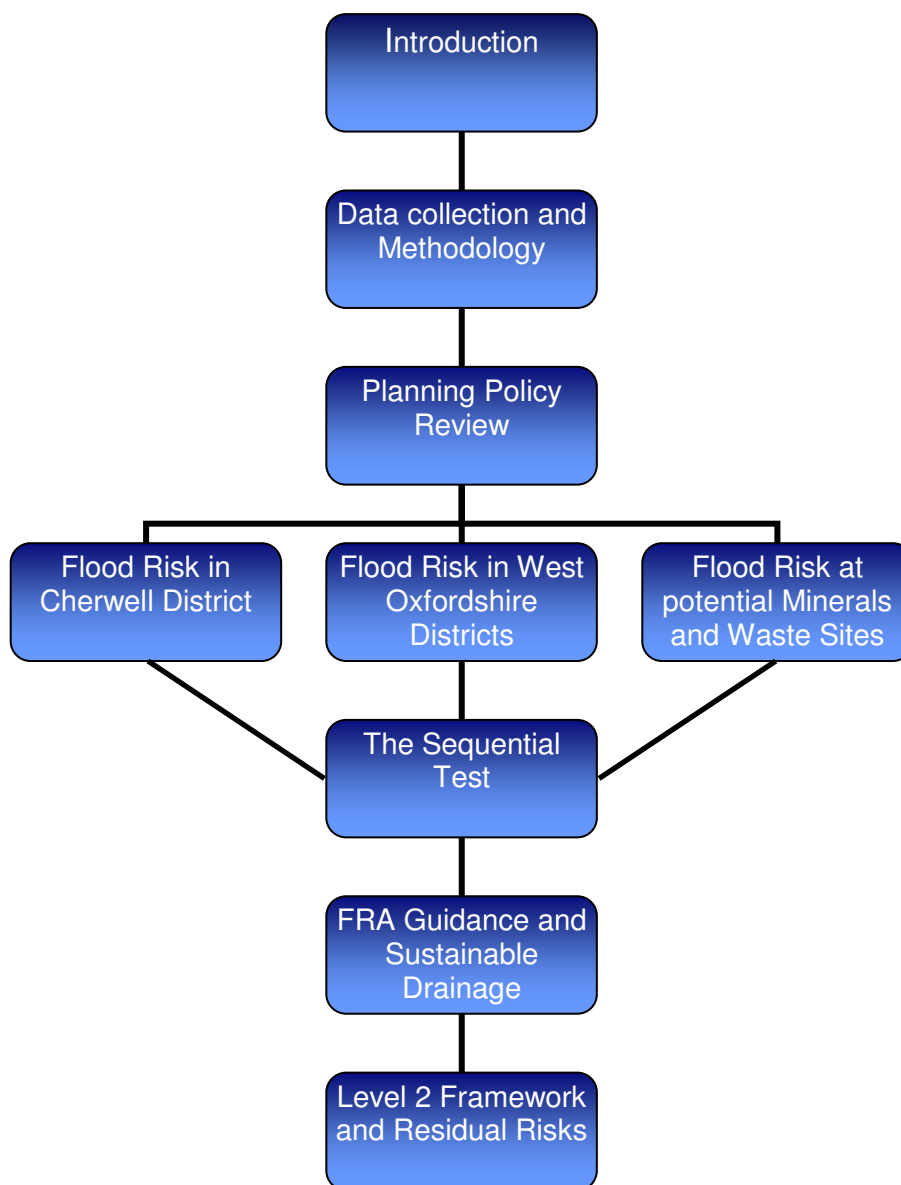 Introduction
Data collection and
Methodology
Planning Policy
Review
Flood Risk in
Cherwell District
Flood Risk in West
Oxfordshire
Districts
Flood Risk at
potential Minerals
and Waste Sites
The Sequential
Test
FRA Guidance and
Sustainable
Drainage
Level 2 Framework
and Residual Risks